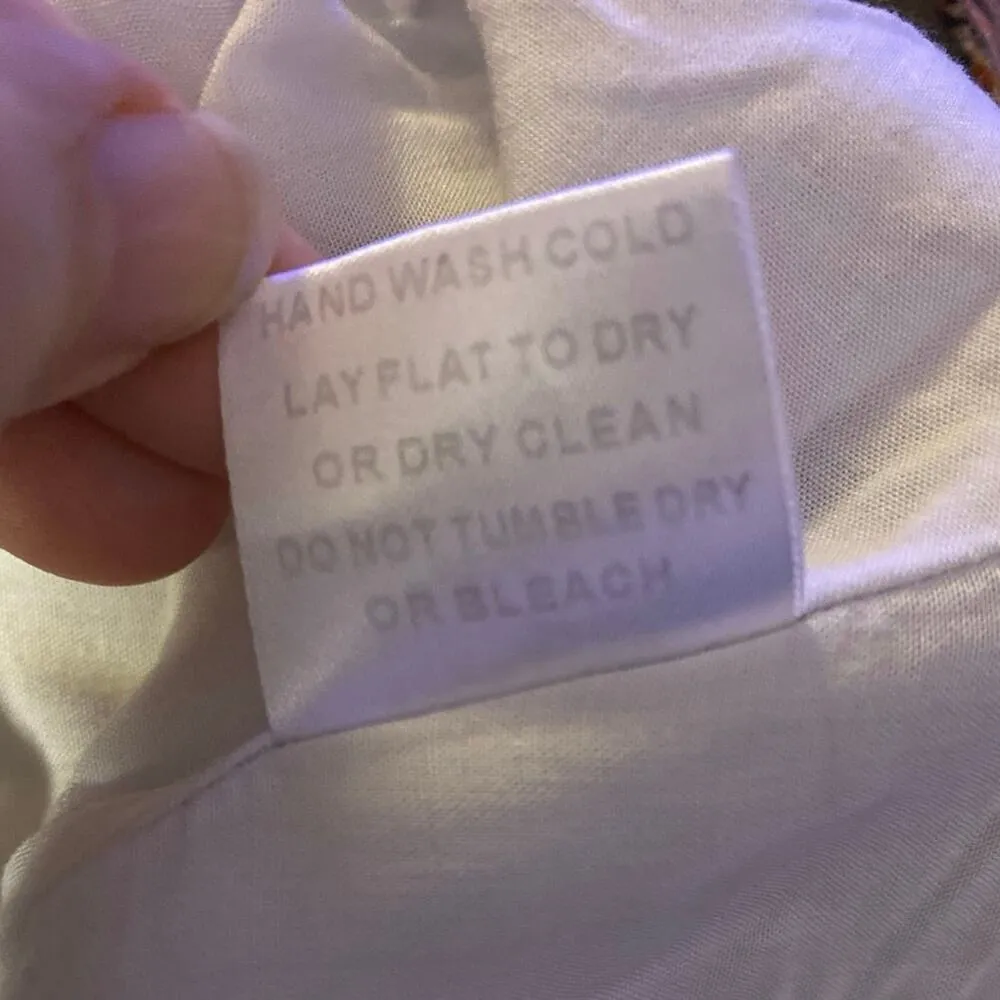 HAND WASH COLD
LAY FLAT TO DRY
OR DRY CLEAN
DO NOT TUMBLE DRY
OR BLEACH